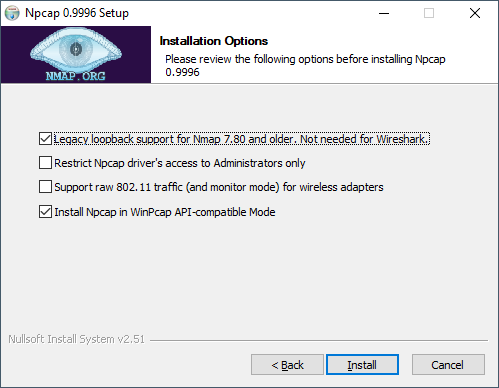 Npcap 0.9996 Setup
NMAP.ORG
Installation Options
Please review the following options before installing Npcap
0.9996
Legacy loopback support for Nmap 7.80 and older. Not needed for Wireshark.
Restrict Npcap driver's access to Administrators only
Support raw 802.11 traffic (and monitor mode) for wireless adapters
Install Npcap in WinPcap API-compatible Mode
Nullsoft Install System v2.51
< Back Install Cancel